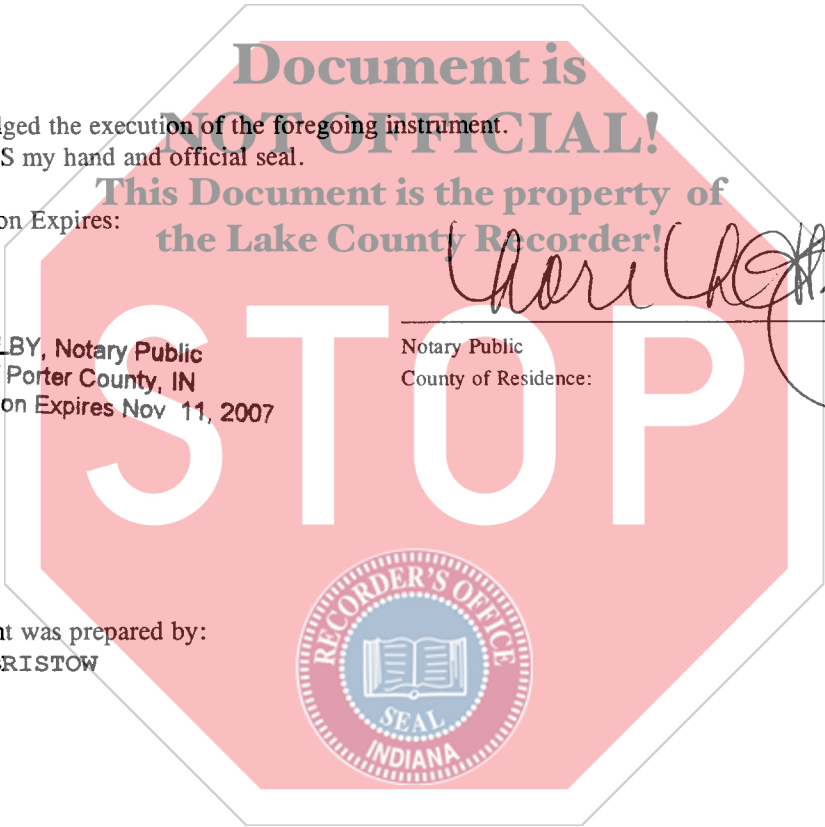 Document is
NOT OFFICIAL!
lged the execution of the foregoing instrument.
S my hand and official seal.
This Document is the property of
the Lake County Recorder!
on Expires:
LBY, Notary Public
Porter County, IN
on Expires Nov 11, 2007
Notary Public
County of Residence:
STOP
RECORDER'S OFFICE
SEAL
INDIANA
nt was prepared by:
RISTOW